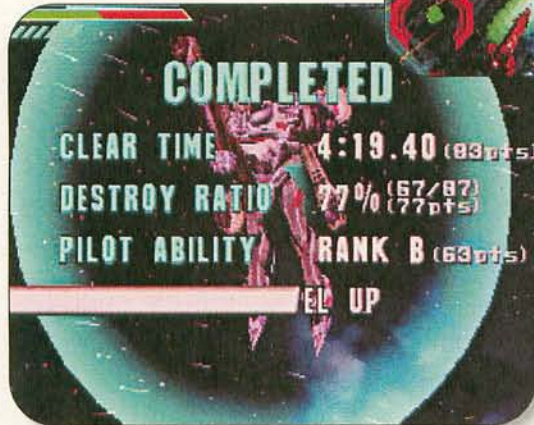 COMPLETED
CLEAR TIME 4:19.40 (83pts)
DESTROY RATIO 77% (67/87)
(77pts)
PILOT ABILITY RANK B (63pts)
EL UP